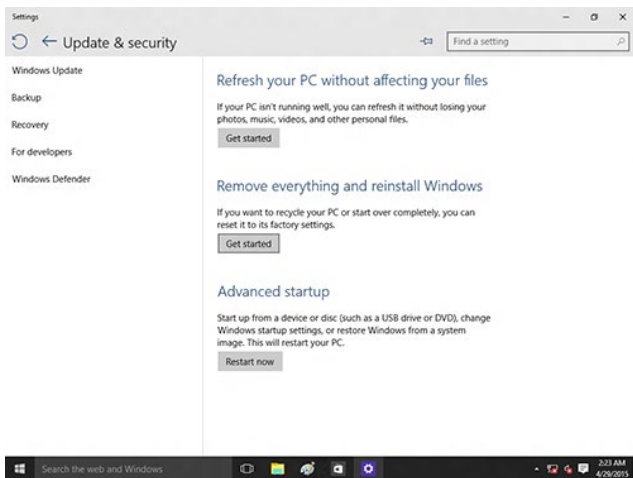 Settings
Update & security
Find a setting
Windows Update
Backup
Recovery
For developers
Windows Defender
Refresh your PC without affecting your files
If your PC isn't running well, you can refresh it without losing your
photos, music, videos, and other personal files.
Get started
Remove everything and reinstall Windows
If you want to recycle your PC or start over completely, you can
reset it to its factory settings.
Get started
Advanced startup
Start up from a device or disc (such as a USB drive or DVD), change
Windows startup settings, or restore Windows from a system
image. This will restart your PC.
Restart now
Search the web and Windows
2:23 AM
4/29/2015